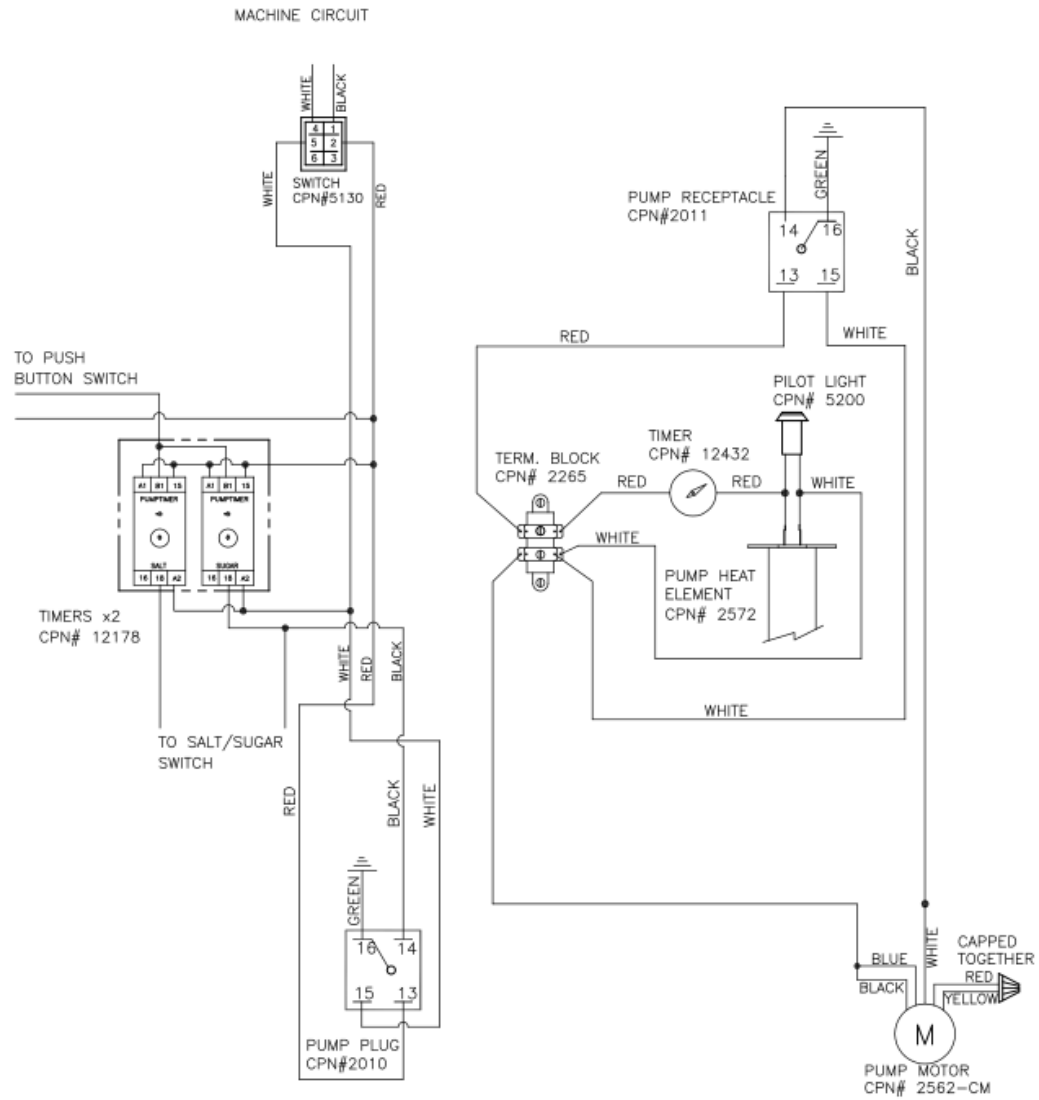 MACHINE CIRCUIT
WHITE
BLACK
4 1
5 2
6 3
SWITCH
CPN#5130
WHITE
RED
TO PUSH
BUTTON SWITCH
A1 B1 15
PUMPTIMER
SALT
16 18 A2
A1 B1 15
PUMPTIMER
SUGAR
16 18 A2
TIMERS x2
CPN# 12178
WHITE
RED
BLACK
TO SALT/SUGAR
SWITCH
RED
BLACK
WHITE
GREEN
16 14
15 13
PUMP PLUG
CPN#2010
PUMP RECEPTACLE
CPN#2011
GREEN
14 16
13 15
BLACK
RED
WHITE
PILOT LIGHT
CPN# 5200
TIMER
CPN# 12432
TERM. BLOCK
CPN# 2265
RED
RED
WHITE
WHITE
PUMP HEAT
ELEMENT
CPN# 2572
WHITE
WHITE
CAPPED
TOGETHER
BLUE
RED
BLACK
YELLOW
M
PUMP MOTOR
CPN# 2562-CM